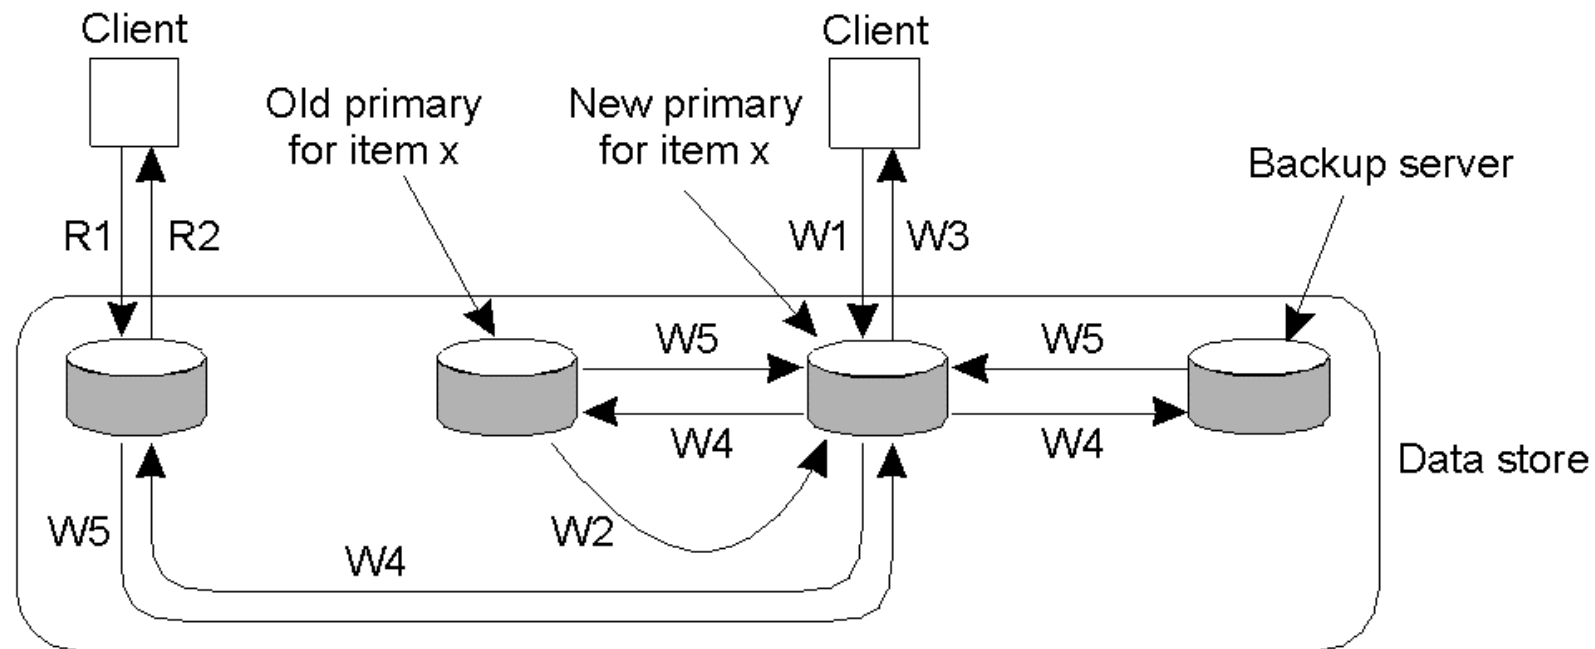 Client
Client
Old primary
for item x
New primary
for item x
Backup server
R1
R2
W1
W3
W5
W5
W4
W4
Data store
W5
W2
W4